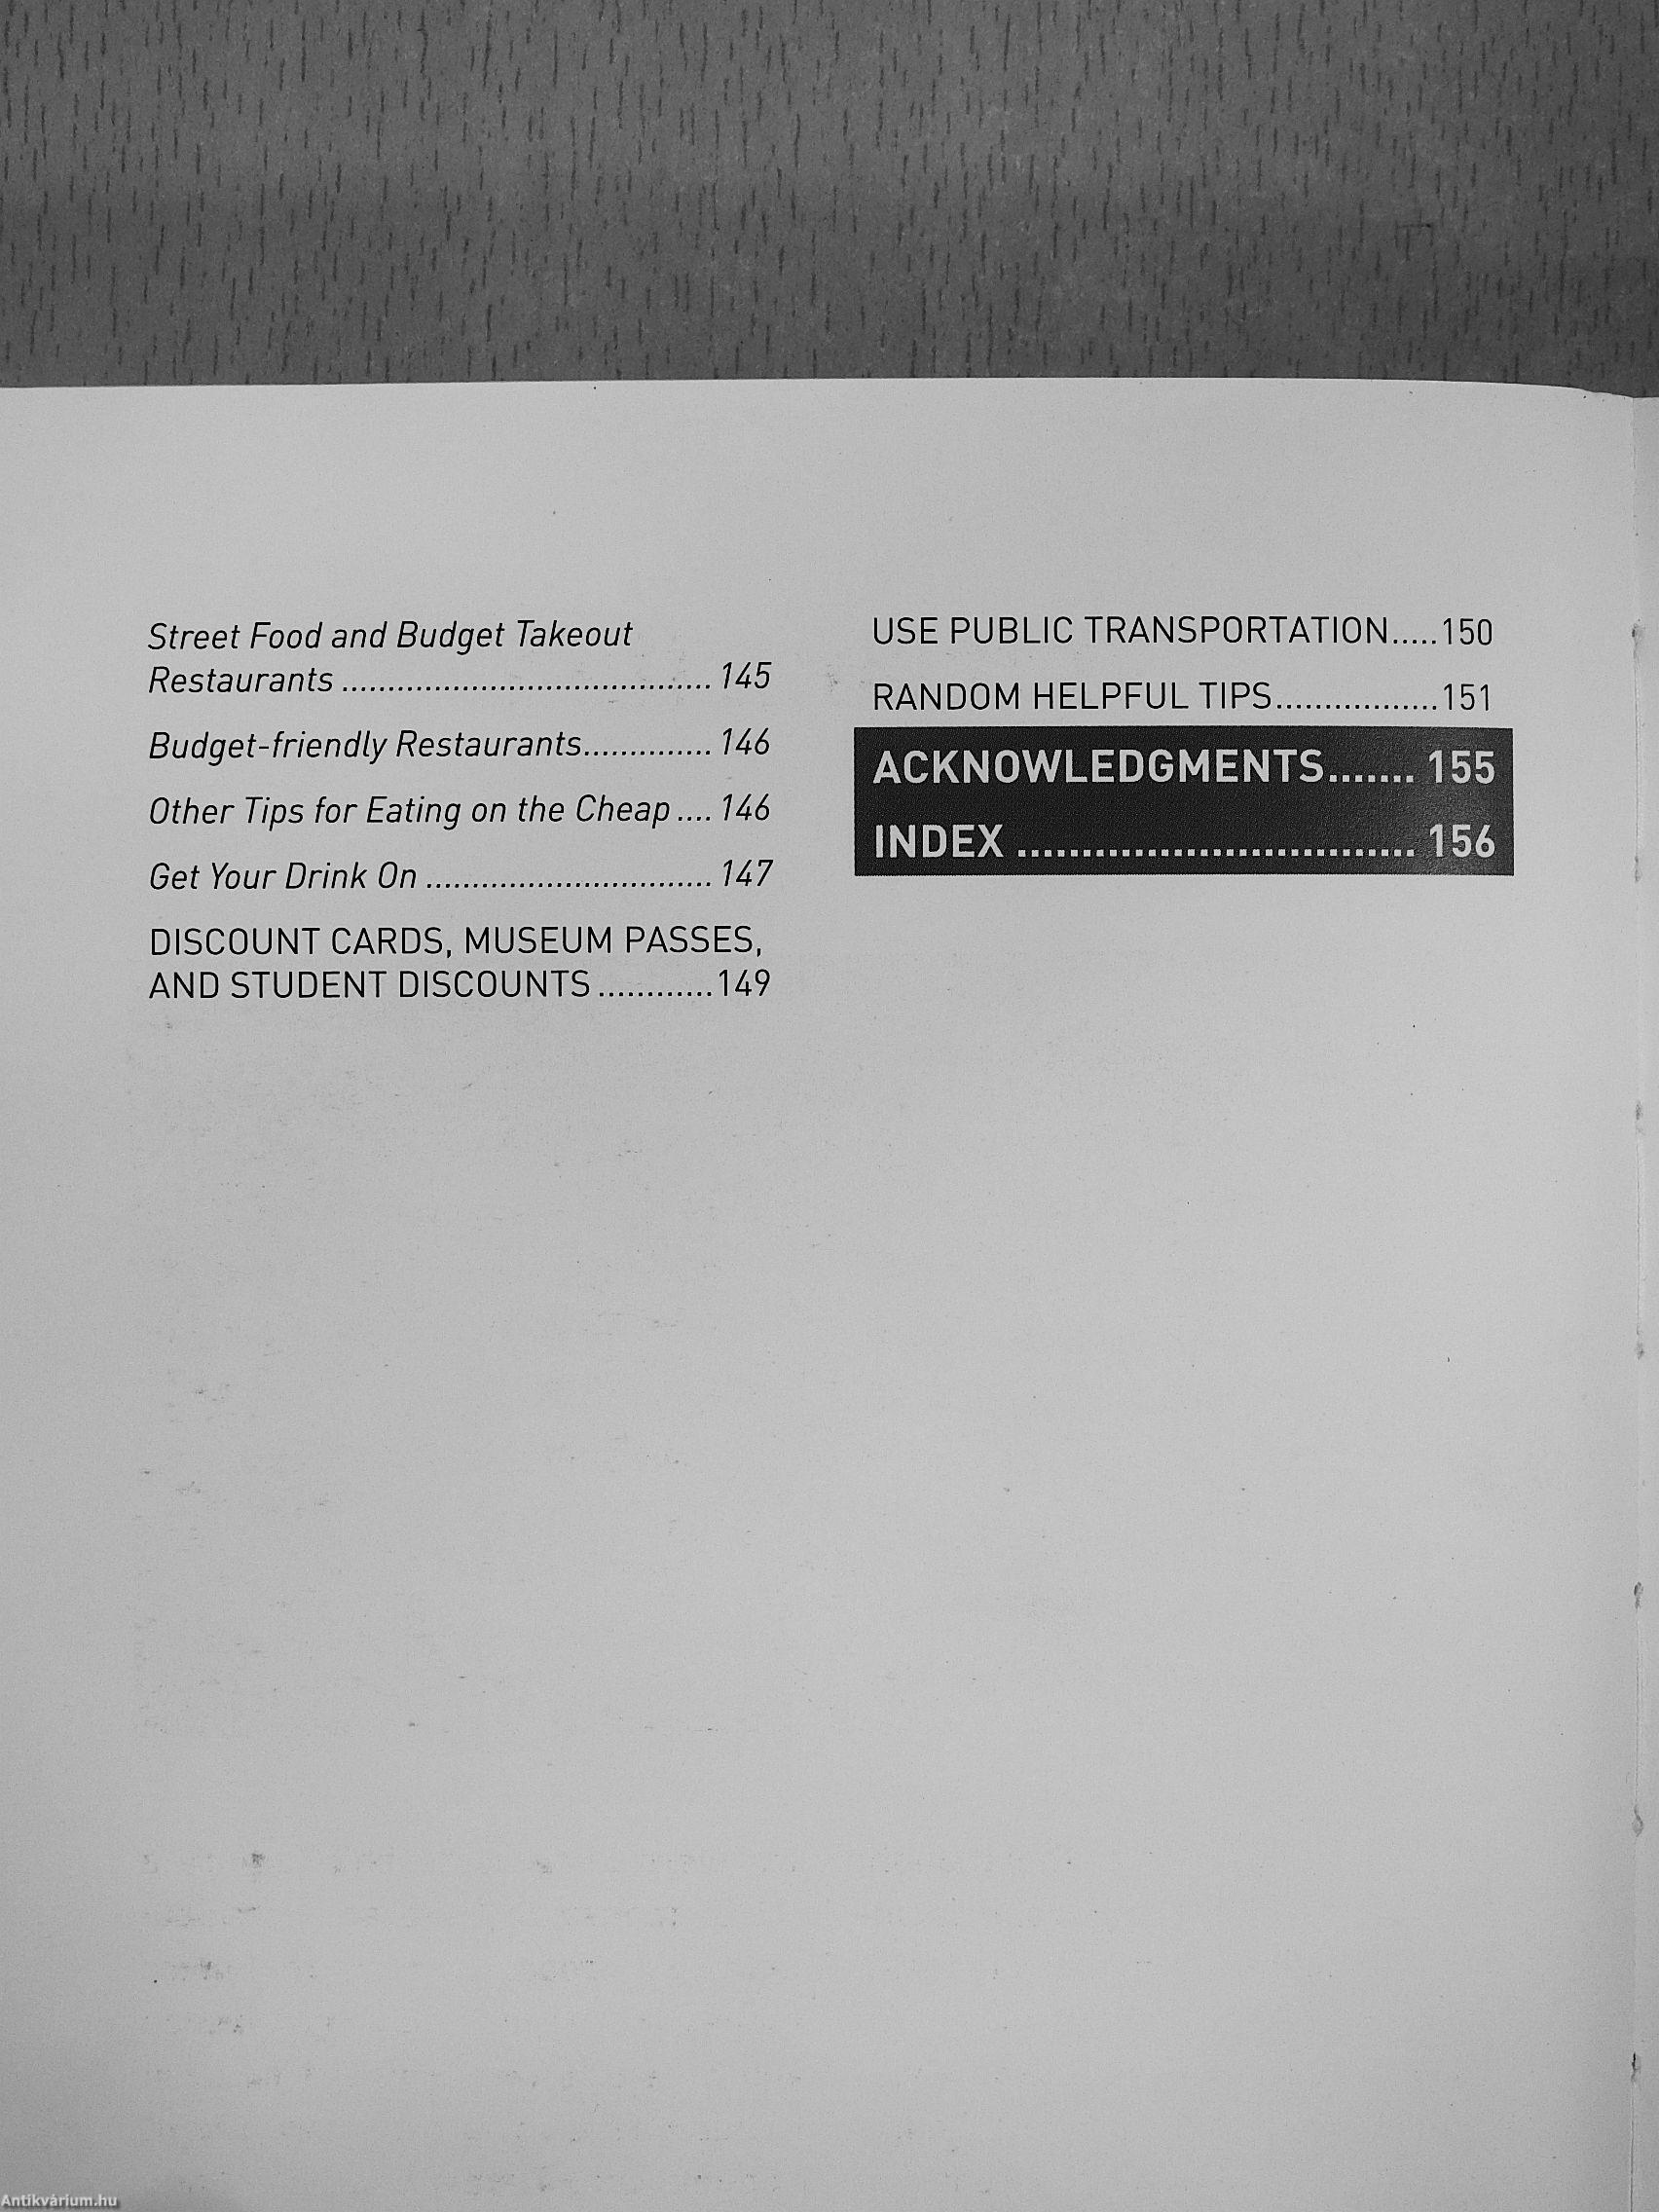 Street Food and Budget Takeout
Restaurants ........................................ 145
Budget-friendly Restaurants.............. 146
Other Tips for Eating on the Cheap .... 146
Get Your Drink On ............................... 147
DISCOUNT CARDS, MUSEUM PASSES,
AND STUDENT DISCOUNTS ............149
USE PUBLIC TRANSPORTATION.....150
RANDOM HELPFUL TIPS.................151
ACKNOWLEDGMENTS....... 155
INDEX ............................... 156
Antikvárium.hu